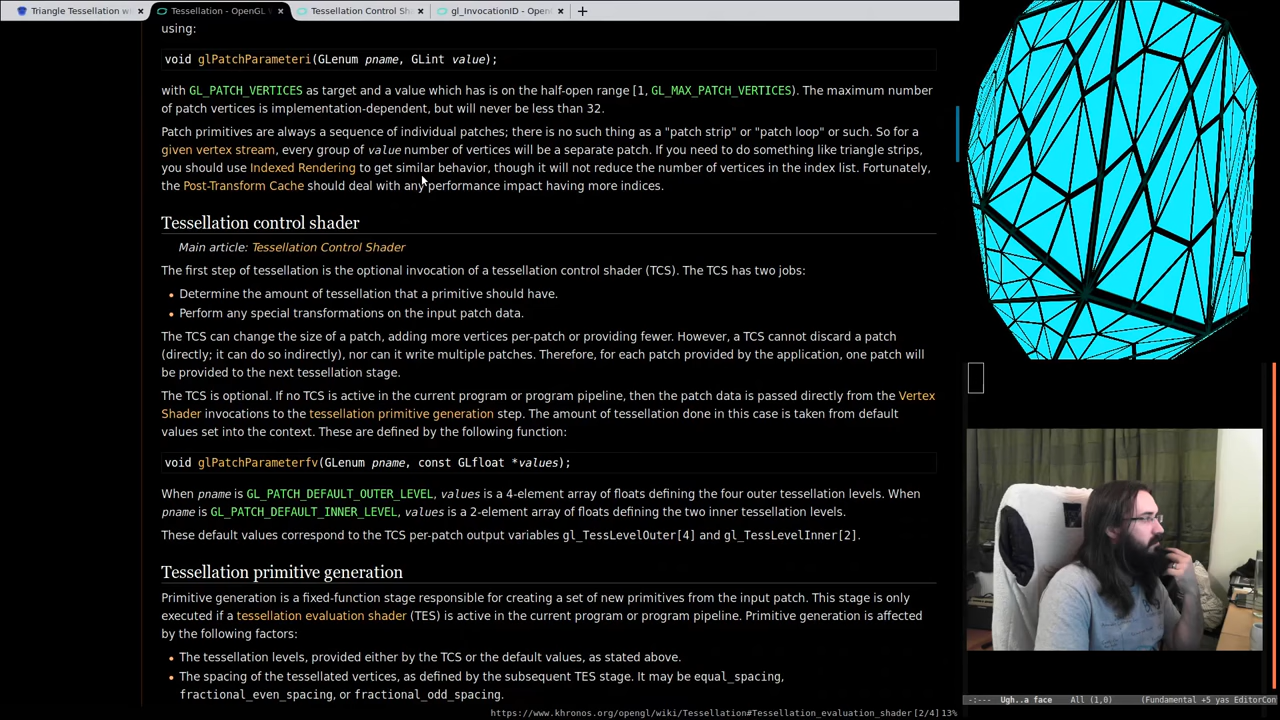 Triangle Tessellation wi
Tessellation - OpenGL W
Tessellation Control Sha
gl_InvocationID - OpenG
using:
void glPatchParameteri(GLenum pname, GLint value);
with GL_PATCH_VERTICES as target and a value which has is on the half-open range [1, GL_MAX_PATCH_VERTICES). The maximum number
of patch vertices is implementation-dependent, but will never be less than 32.
Patch primitives are always a sequence of individual patches; there is no such thing as a "patch strip" or "patch loop" or such. So for a
given vertex stream, every group of value number of vertices will be a separate patch. If you need to do something like triangle strips,
you should use Indexed Rendering to get similar behavior, though it will not reduce the number of vertices in the index list. Fortunately,
the Post-Transform Cache should deal with any performance impact having more indices.
Tessellation control shader
Main article: Tessellation Control Shader
The first step of tessellation is the optional invocation of a tessellation control shader (TCS). The TCS has two jobs:
• Determine the amount of tessellation that a primitive should have.
• Perform any special transformations on the input patch data.
The TCS can change the size of a patch, adding more vertices per-patch or providing fewer. However, a TCS cannot discard a patch
(directly; it can do so indirectly), nor can it write multiple patches. Therefore, for each patch provided by the application, one patch will
be provided to the next tessellation stage.
The TCS is optional. If no TCS is active in the current program or program pipeline, then the patch data is passed directly from the Vertex
Shader invocations to the tessellation primitive generation step. The amount of tessellation done in this case is taken from default
values set into the context. These are defined by the following function:
void glPatchParameterfv(GLenum pname, const GLfloat *values);
When pname is GL_PATCH_DEFAULT_OUTER_LEVEL, values is a 4-element array of floats defining the four outer tessellation levels. When
pname is GL_PATCH_DEFAULT_INNER_LEVEL, values is a 2-element array of floats defining the two inner tessellation levels.
These default values correspond to the TCS per-patch output variables gl_TessLevelOuter[4] and gl_TessLevelInner[2].
Tessellation primitive generation
Primitive generation is a fixed-function stage responsible for creating a set of new primitives from the input patch. This stage is only
executed if a tessellation evaluation shader (TES) is active in the current program or program pipeline. Primitive generation is affected
by the following factors:
• The tessellation levels, provided either by the TCS or the default values, as stated above.
• The spacing of the tessellated vertices, as defined by the subsequent TES stage. It may be equal_spacing,
fractional_even_spacing, or fractional_odd_spacing.
https://www.khronos.org/opengl/wiki/Tessellation#Tessellation_evaluation_shader [2/4] 13%
-:--- Ugh..a face All (1,0) (Fundamental +5 yas EditorCon